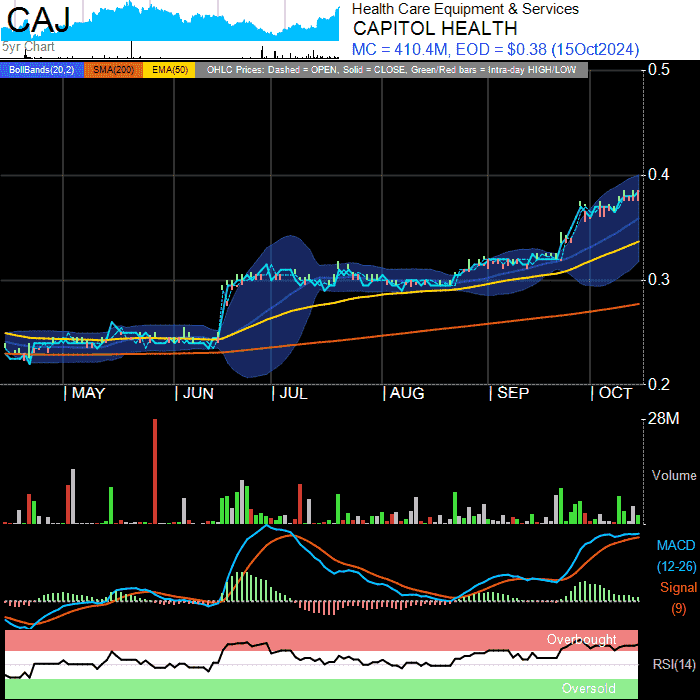 CAJ
5yr Chart
Health Care Equipment & Services
CAPITOL HEALTH
MC = 410.4M, EOD = $0.38 (15Oct2024)
BollBands(20,2) SMA(200) EMA(50) OHLC Prices: Dashed = OPEN, Solid = CLOSE, Green/Red bars = Intra-day HIGH/LOW
0.5
0.4
0.3
0.2
MAY JUN JUL AUG SEP OCT
28M
Volume
MACD
(12-26)
Signal
(9)
Overbought
RSI(14)
Oversold